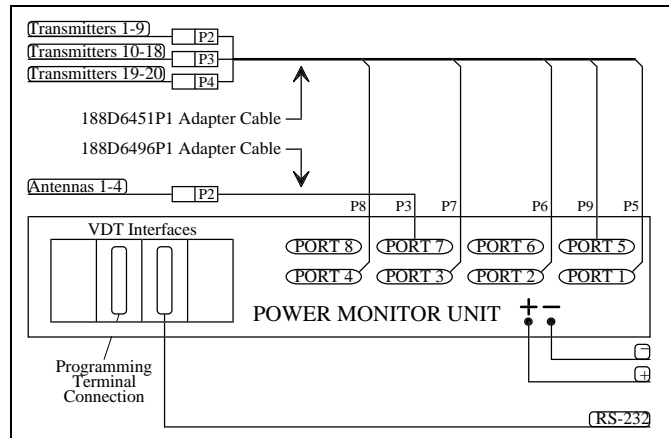 Transmitters 1-9
P2
Transmitters 10-18
P3
Transmitters 19-20
P4
188D6451P1 Adapter Cable
188D6496P1 Adapter Cable
Antennas 1-4
P2
P8 P3 P7 P6 P9 P5
VDT Interfaces
PORT 8 PORT 7 PORT 6 PORT 5
PORT 4 PORT 3 PORT 2 PORT 1
POWER MONITOR UNIT
+ −
Programming
Terminal
Connection
−
+
RS-232